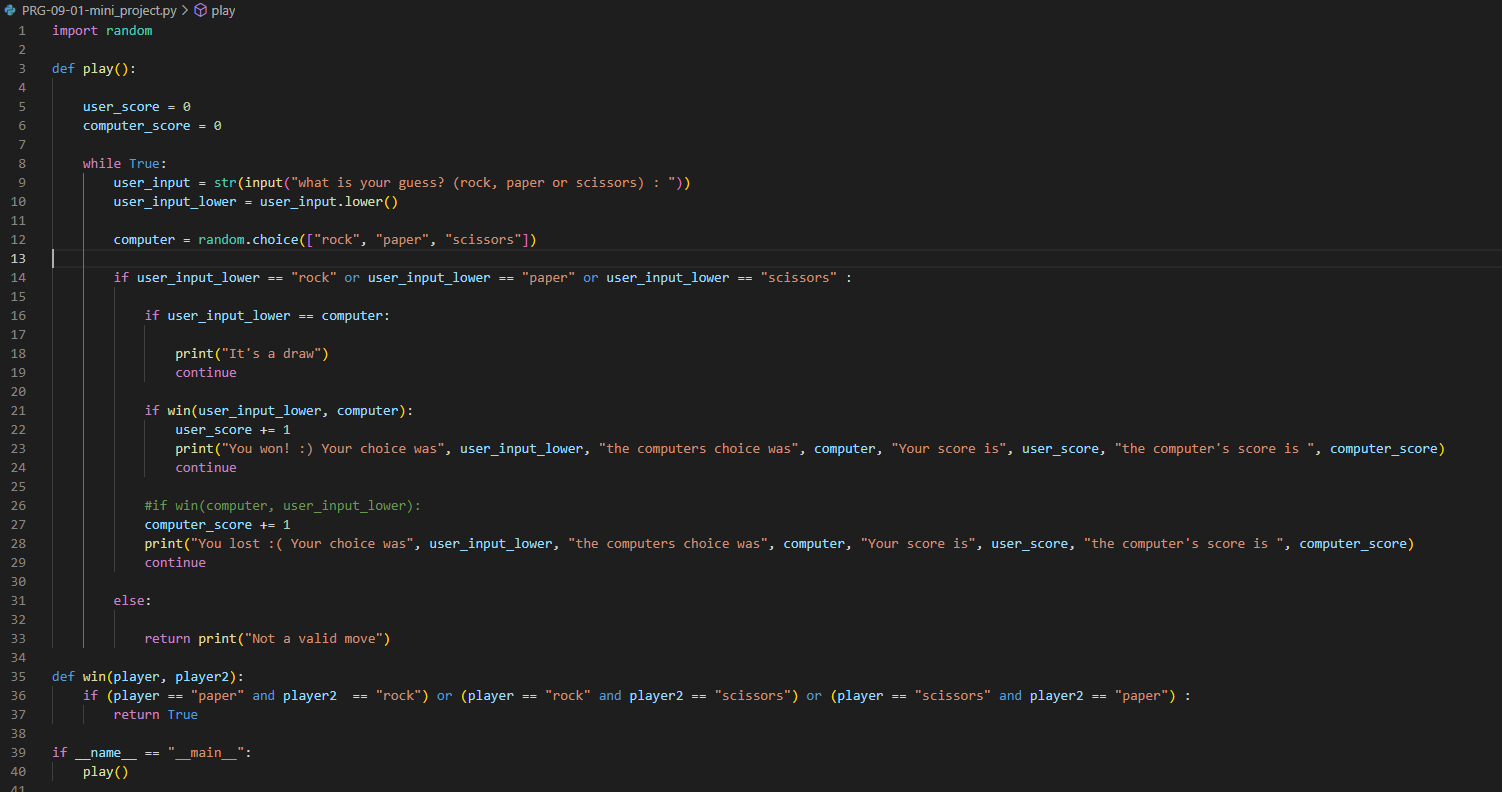 PRG-09-01-mini_project.py > play
1 import random
2
3 def play():
4
5     user_score = 0
6     computer_score = 0
7
8     while True:
9         user_input = str(input("what is your guess? (rock, paper or scissors) : "))
10         user_input_lower = user_input.lower()
11
12         computer = random.choice(["rock", "paper", "scissors"])
13
14         if user_input_lower == "rock" or user_input_lower == "paper" or user_input_lower == "scissors" :
15
16             if user_input_lower == computer:
17
18                 print("It's a draw")
19                 continue
20
21             if win(user_input_lower, computer):
22                 user_score += 1
23                 print("You won! :) Your choice was", user_input_lower, "the computers choice was", computer, "Your score is", user_score, "the computer's score is ", computer_score)
24                 continue
25
26             #if win(computer, user_input_lower):
27             computer_score += 1
28             print("You lost :( Your choice was", user_input_lower, "the computers choice was", computer, "Your score is", user_score, "the computer's score is ", computer_score)
29             continue
30
31         else:
32
33             return print("Not a valid move")
34
35 def win(player, player2):
36     if (player == "paper" and player2  == "rock") or (player == "rock" and player2 == "scissors") or (player == "scissors" and player2 == "paper") :
37         return True
38
39 if __name__ == "__main__":
40     play()
41